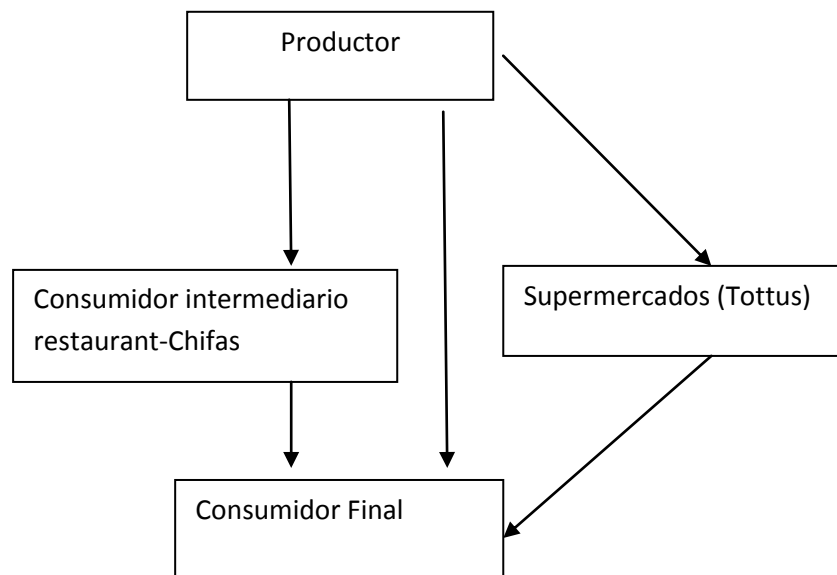 Productor
Consumidor intermediario
restaurant-Chifas
Supermercados (Tottus)
Consumidor Final